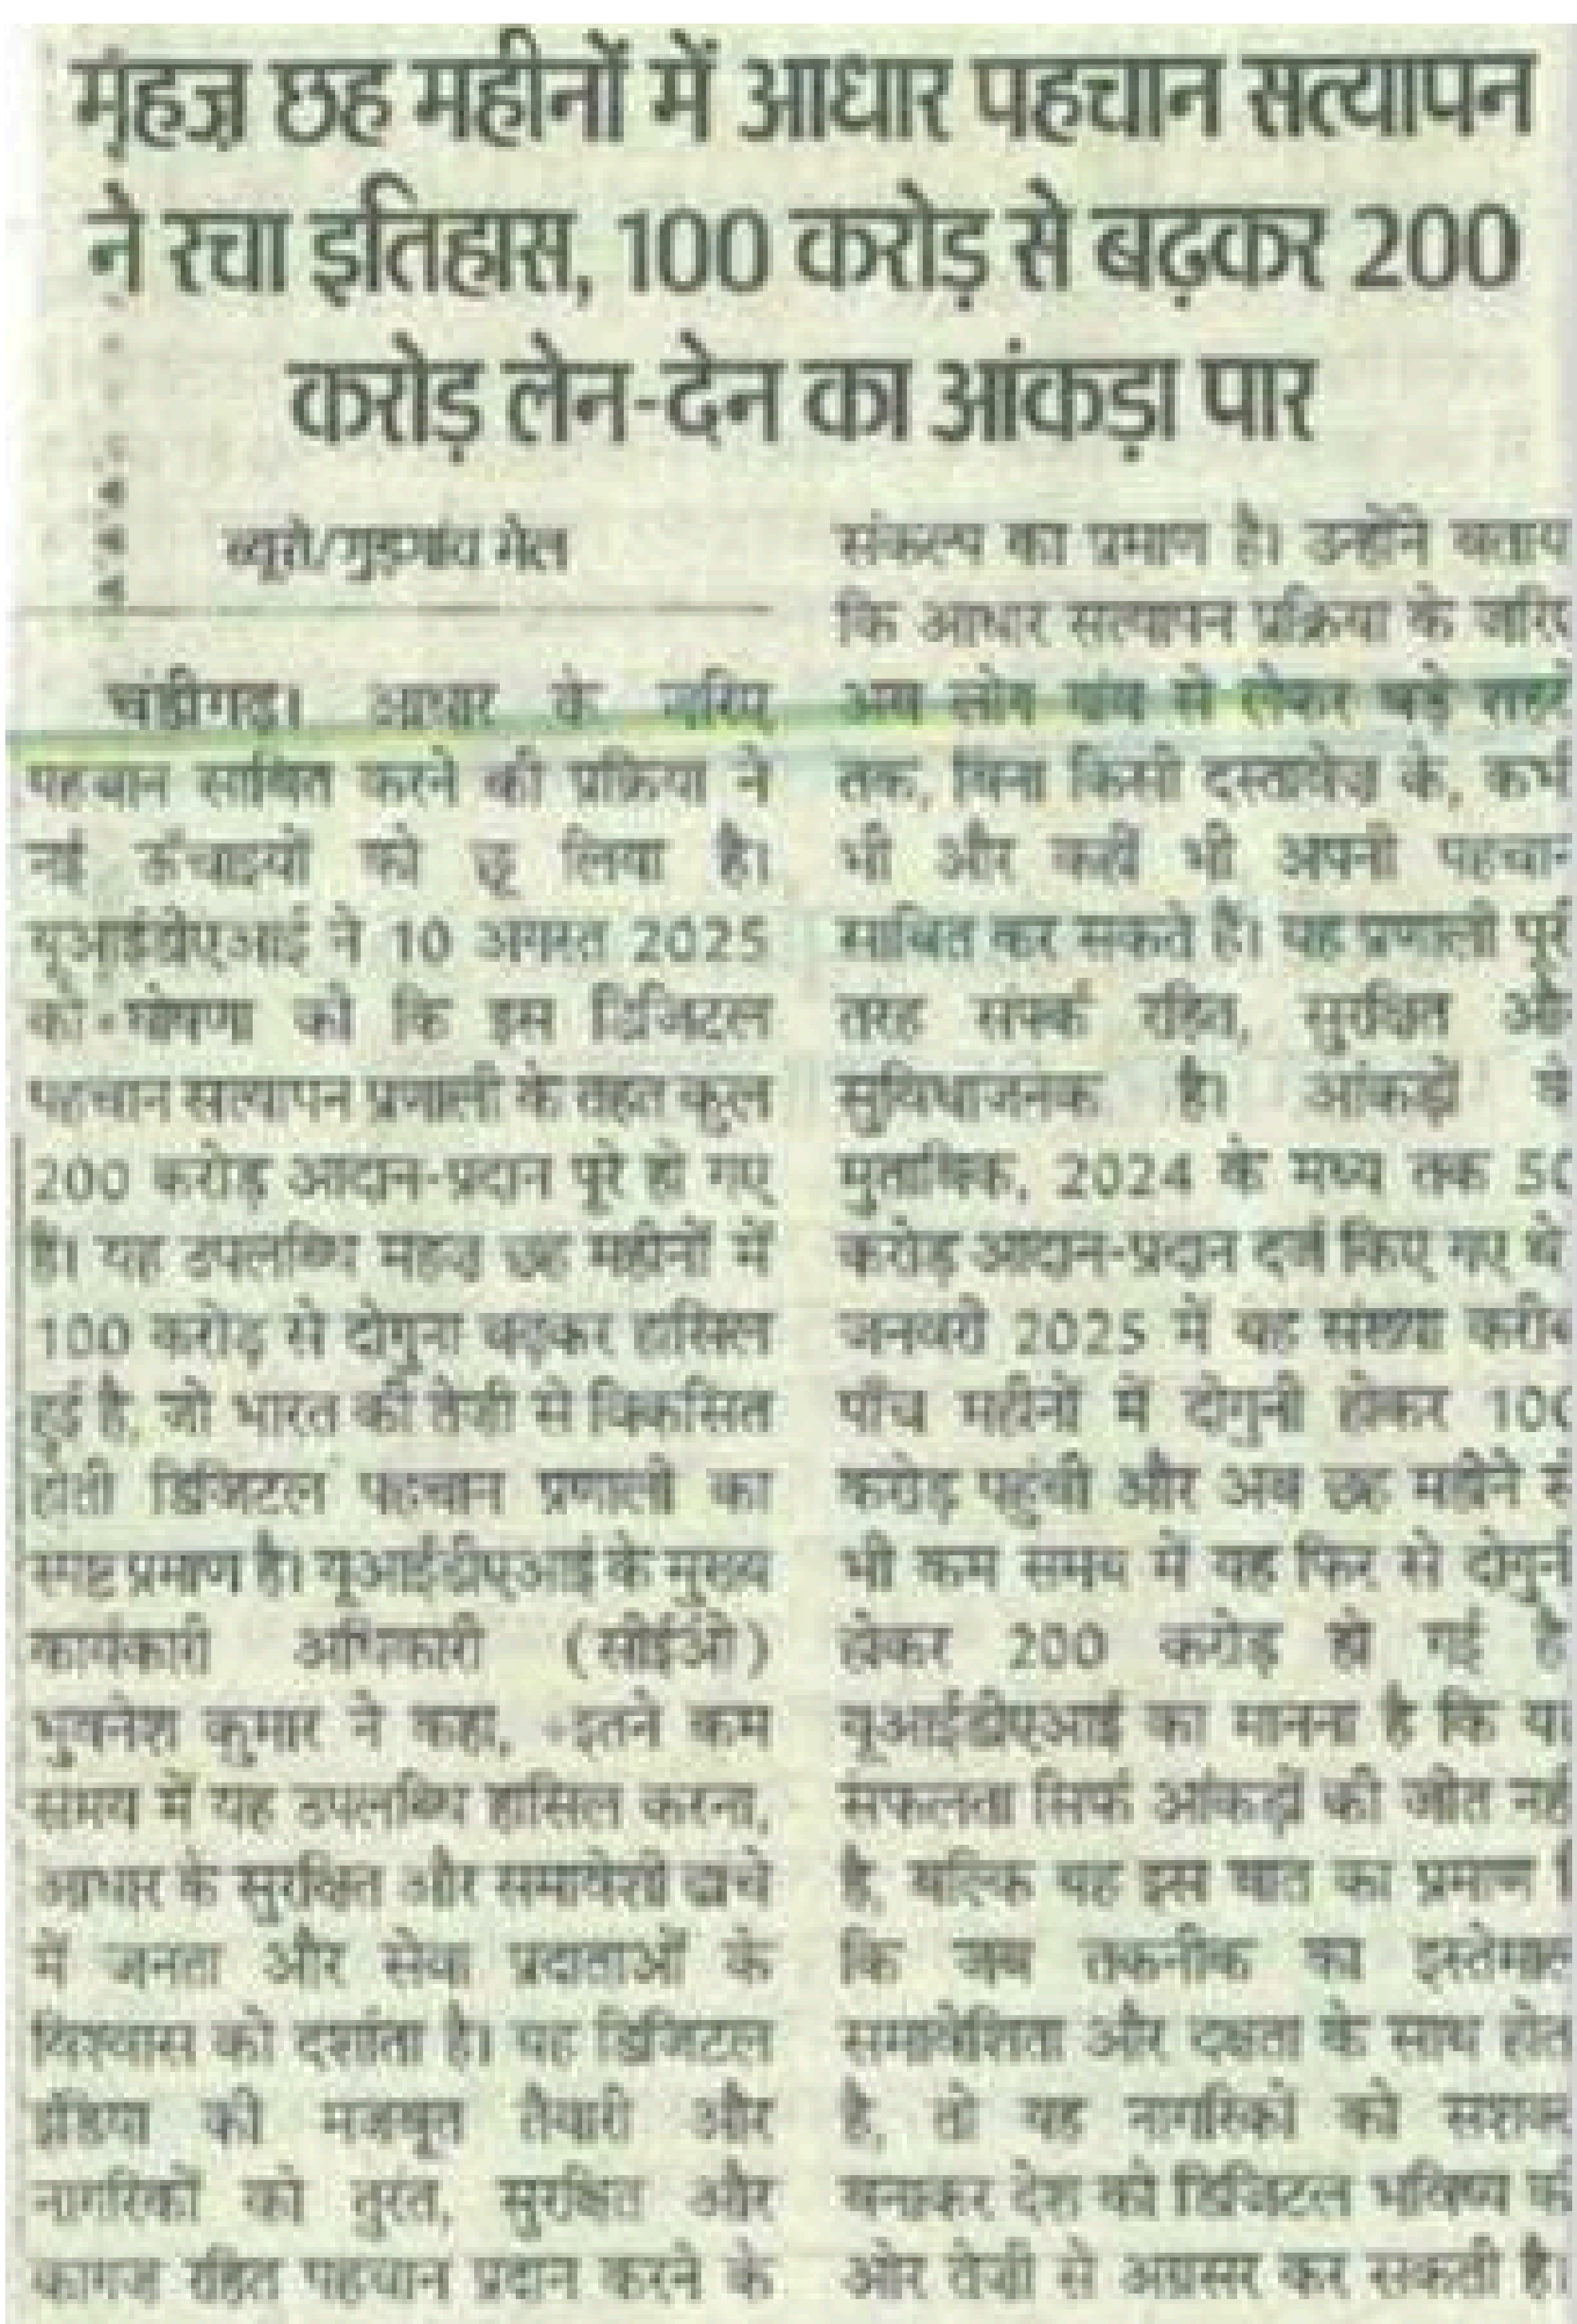 महज़ छह महीनों में आधार पहचान सत्यापन
ने रचा इतिहास, 100 करोड़ से बढ़कर 200
करोड़ लेन-देन का आंकड़ा पार
ब्यूरो/गुड़गांव मेल
चंडीगढ़। आधार के जरिए
पहचान साबित करने की प्रक्रिया ने
नई ऊँचाइयों को छू लिया है।
यूआईडीएआई ने 10 अगस्त 2025
को घोषणा की कि इस डिजिटल
पहचान सत्यापन प्रणाली के तहत कुल
200 करोड़ आदान-प्रदान पूरे हो गए
हैं। यह उपलब्धि महज छह महीनों में
100 करोड़ से दोगुना बढ़कर हासिल
हुई है, जो भारत की तेजी से विकसित
होती डिजिटल पहचान प्रणाली का
स्पष्ट प्रमाण है। यूआईडीएआई के मुख्य
कार्यकारी अधिकारी (सीईओ)
भुवनेश कुमार ने कहा, इतने कम
समय में यह उपलब्धि हासिल करना,
आधार के सुरक्षित और समावेशी ढांचे
में जनता और सेवा प्रदाताओं के
विश्वास को दर्शाता है। यह डिजिटल
इंडिया की मजबूत तैयारी और
नागरिकों को तुरंत, सुरक्षित और
कागज रहित पहचान प्रदान करने के
संकल्प का प्रमाण है। उन्होंने बताय
कि आधार सत्यापन प्रक्रिया के जरिए
अब लोग गांव से लेकर बड़े शहर
तक, बिना किसी दस्तावेज़ के, कभी
भी और कहीं भी अपनी पहचान
साबित कर सकते हैं। यह प्रणाली पूरी
तरह संपर्क रहित, सुरक्षित और
सुविधाजनक है। आंकड़ों के
मुताबिक, 2024 के मध्य तक 50
करोड़ आदान-प्रदान दर्ज किए गए थे
जनवरी 2025 में यह संख्या करीब
पाँच महीनों में दोगुनी होकर 100
करोड़ पहुंची और अब छह महीने से
भी कम समय में यह फिर से दोगुनी
होकर 200 करोड़ हो गई है
यूआईडीएआई का मानना है कि यह
सफलता सिर्फ आंकड़ों की जीत नहीं
है, बल्कि यह इस बात का प्रमाण है
कि जब तकनीक का इस्तेमाल
समावेशिता और दक्षता के साथ होत
है, तो यह नागरिकों को सशक्त
बनाकर देश को डिजिटल भविष्य की
ओर तेज़ी से अग्रसर कर सकती है।